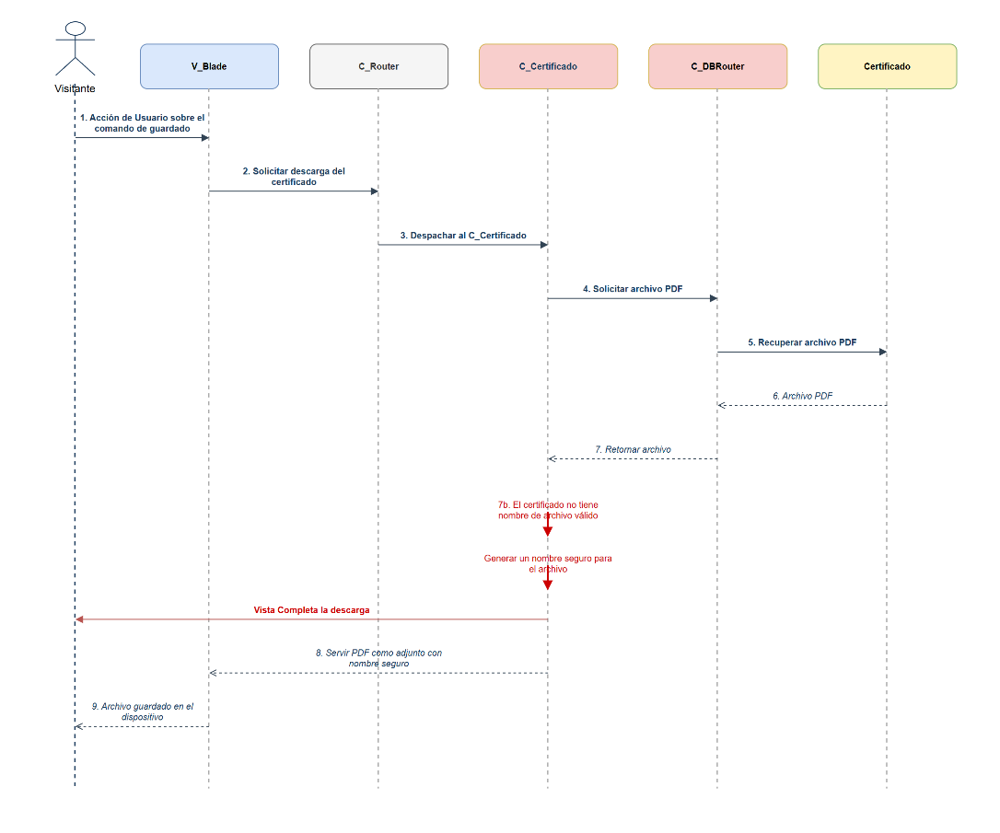 Visitante
V_Blade
C_Router
C_Certificado
C_DBRouter
Certificado
1. Acción de Usuario sobre el
comando de guardado
2. Solicitar descarga del
certificado
3. Despachar al C_Certificado
4. Solicitar archivo PDF
5. Recuperar archivo PDF
6. Archivo PDF
7. Retornar archivo
7b. El certificado no tiene
nombre de archivo válido
Generar un nombre seguro para
el archivo
Vista Completa la descarga
8. Servir PDF como adjunto con
nombre seguro
9. Archivo guardado en el
dispositivo